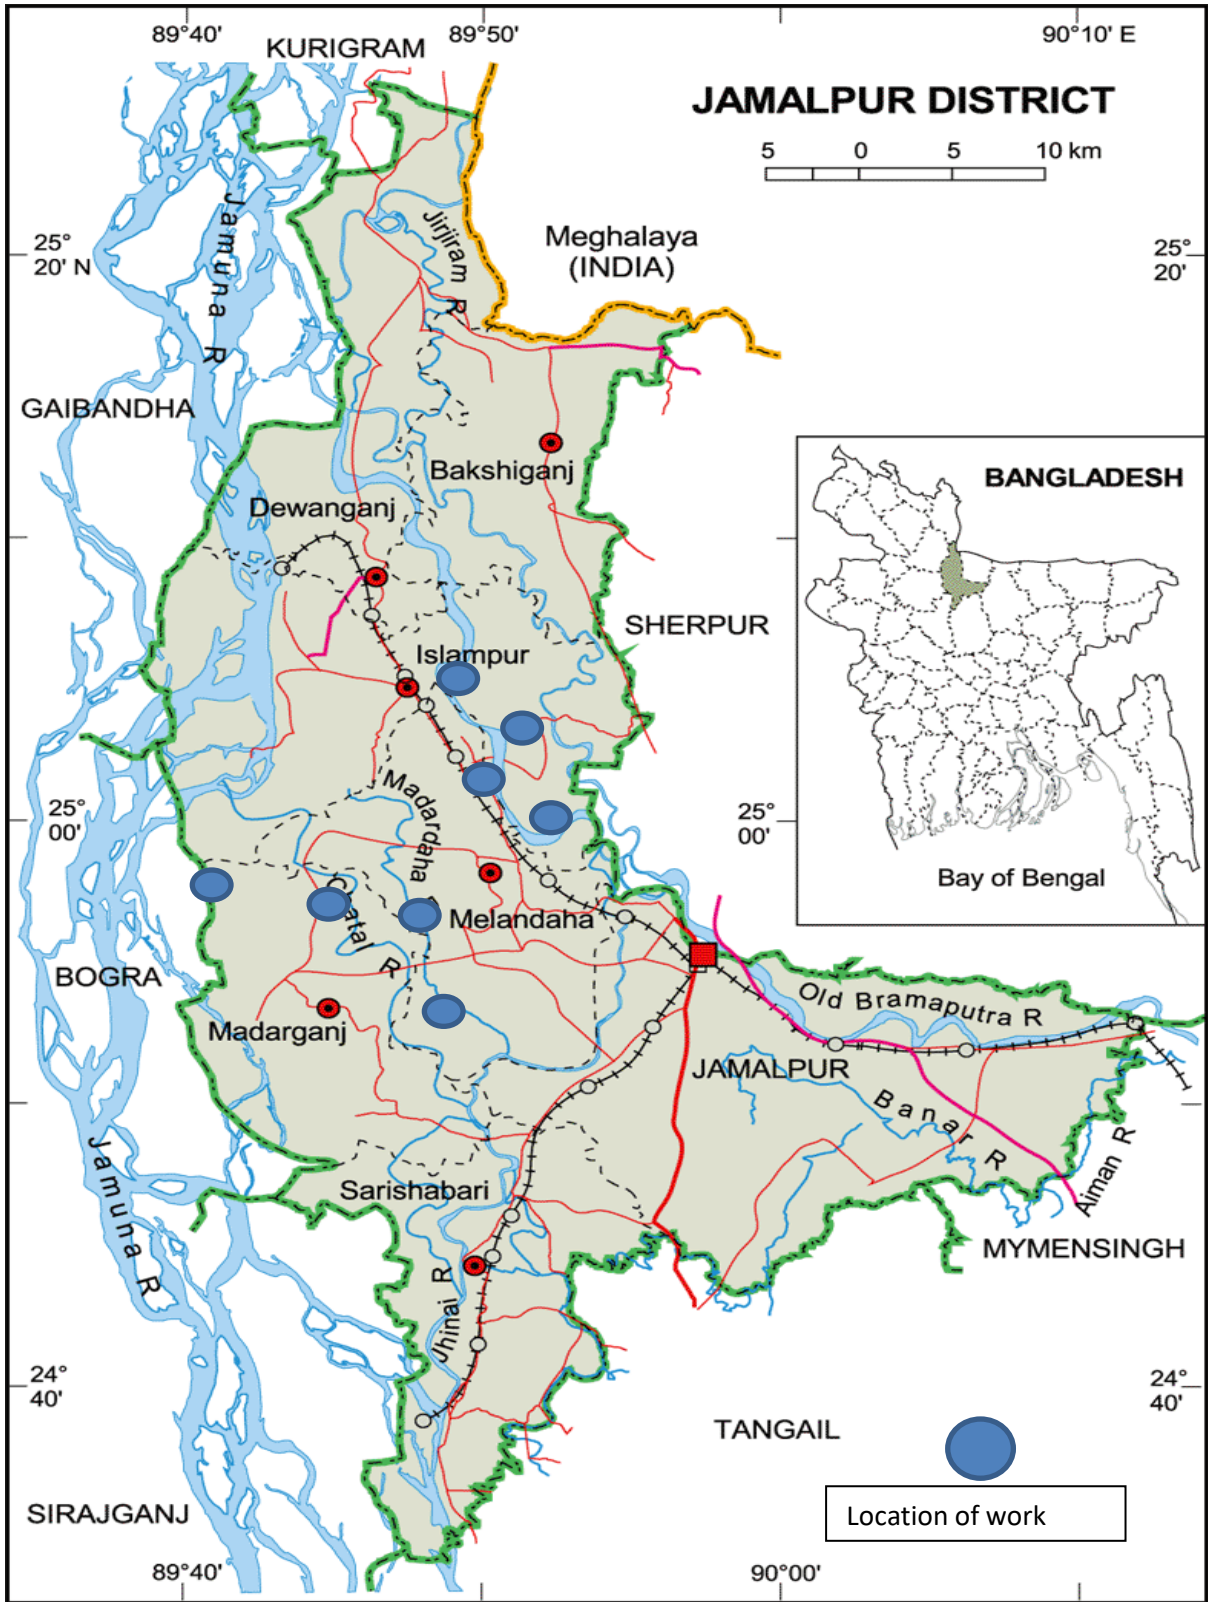 89°40'
89°50'
90°10' E
KURIGRAM
JAMALPUR DISTRICT
5 0 5 10 km
Jamuna R
Jirjiram R
Meghalaya
(INDIA)
25°
20' N
25°
20'
GAIBANDHA
Bakshiganj
Dewanganj
BANGLADESH
SHERPUR
Islampur
Madardaha
25°
00'
25°
00'
Bay of Bengal
Melandaha
R
BOGRA
Madarganj
Old Bramaputra R
JAMALPUR
Banar R
Aiman R
Jamuna R
Sarishabari
MYMENSINGH
Jhinai R
24°
40'
24°
40'
TANGAIL
Location of work
SIRAJGANJ
89°40'
90°00'